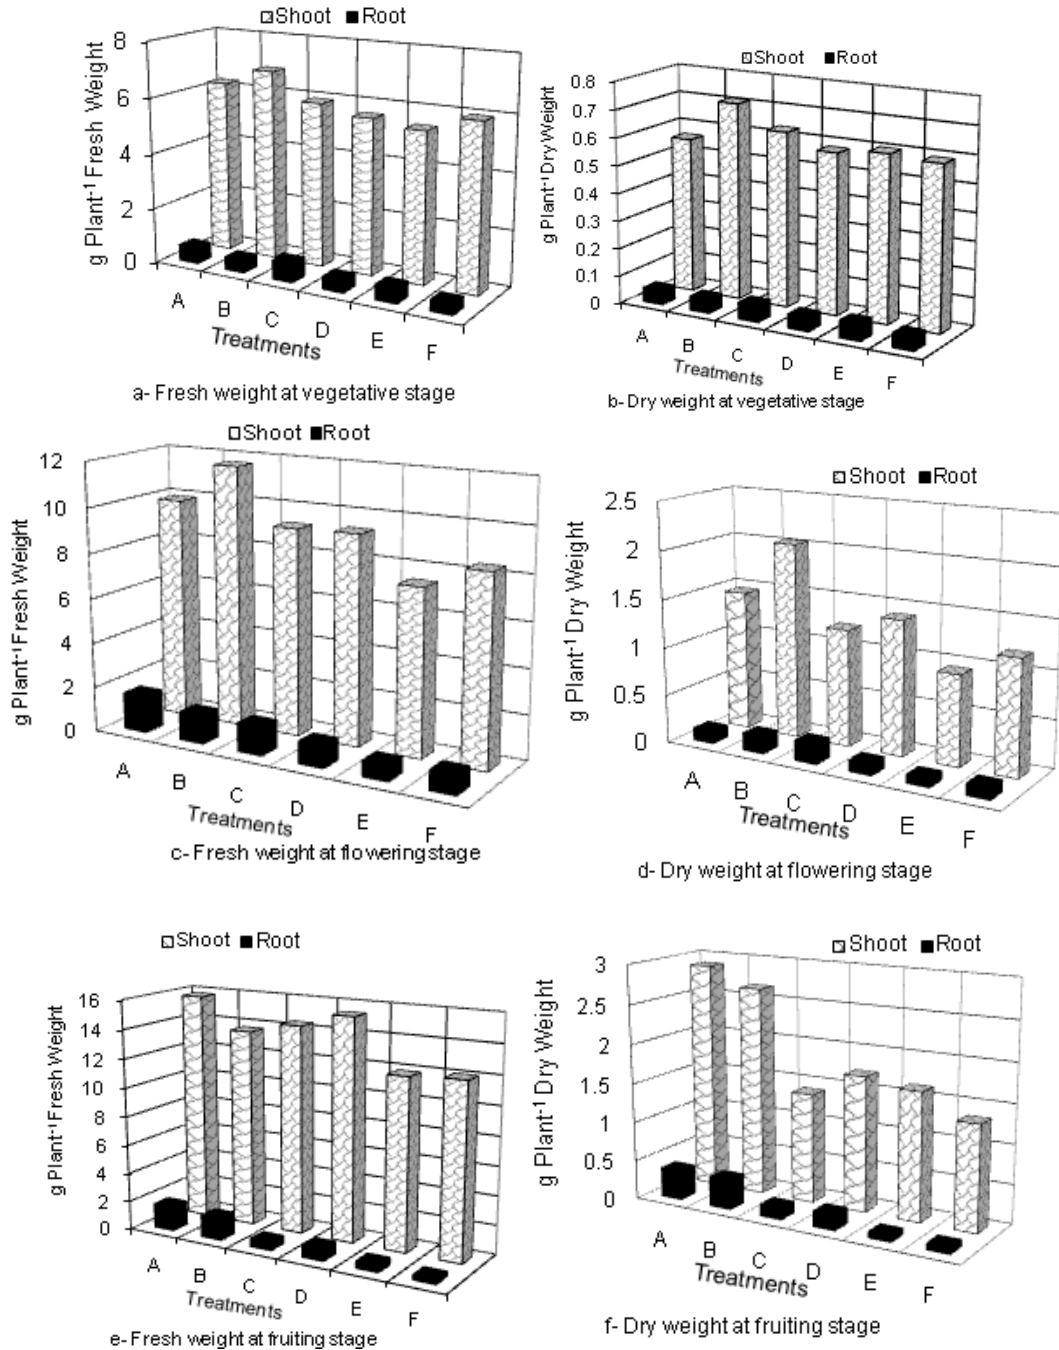 Shoot Root
8
6
4
2
0
g Plant⁻¹ Fresh Weight
A B C D E F
Treatments
a- Fresh weight at vegetative stage
Shoot Root
0.8
0.7
0.6
0.5
0.4
0.3
0.2
0.1
0
g Plant⁻¹ Dry Weight
A B C D E F
Treatments
b- Dry weight at vegetative stage
Shoot Root
12
10
8
6
4
2
0
g Plant⁻¹ Fresh Weight
A B C D E F
Treatments
c- Fresh weight at flowering stage
Shoot Root
2.5
2
1.5
1
0.5
0
g Plant⁻¹ Dry Weight
A B C D E F
Treatments
d- Dry weight at flowering stage
Shoot Root
16
14
12
10
8
6
4
2
0
g Plant⁻¹ Fresh Weight
A B C D E F
Treatments
e- Fresh weight at fruiting stage
Shoot Root
3
2.5
2
1.5
1
0.5
0
g Plant⁻¹ Dry Weight
A B C D E F
Treatments
f- Dry weight at fruiting stage